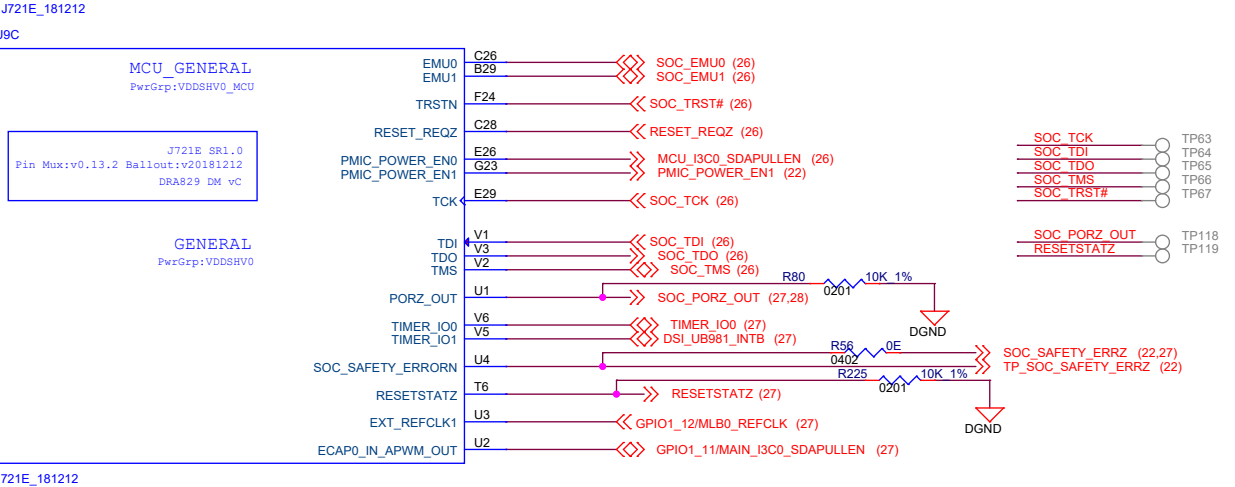 J721E_181212
U9C
MCU_GENERAL
PwrGrp:VDDSHV0_MCU
J721E SR1.0
Pin Mux:v0.13.2 Ballout:v20181212
DRA829 DM vC
GENERAL
PwrGrp:VDDSHV0
EMU0 C26 SOC_EMU0 (26)
EMU1 B29 SOC_EMU1 (26)
TRSTN F24 SOC_TRST# (26)
RESET_REQZ C28 RESET_REQZ (26)
PMIC_POWER_EN0 E26 MCU_I3C0_SDAPULLEN (26)
PMIC_POWER_EN1 G23 PMIC_POWER_EN1 (22)
TCK E29 SOC_TCK (26)
TDI V1 SOC_TDI (26)
TDO V3 SOC_TDO (26)
TMS V2 SOC_TMS (26)
R80 10K_1%
0201
PORZ_OUT U1 SOC_PORZ_OUT (27,28)
DGND
TIMER_IO0 V6 TIMER_IO0 (27)
TIMER_IO1 V5 DSI_UB981_INTB (27)
R56 0E SOC_SAFETY_ERRZ (22,27)
0402
SOC_SAFETY_ERRORN U4 TP_SOC_SAFETY_ERRZ (22)
R225 10K_1%
0201
RESETSTATZ T6 RESETSTATZ (27)
DGND
EXT_REFCLK1 U3 GPIO1_12/MLB0_REFCLK (27)
ECAP0_IN_APWM_OUT U2 GPIO1_11/MAIN_I3C0_SDAPULLEN (27)
SOC_TCK TP63
SOC_TDI TP64
SOC_TDO TP65
SOC_TMS TP66
SOC_TRST# TP67
SOC_PORZ_OUT TP118
RESETSTATZ TP119
721E_181212